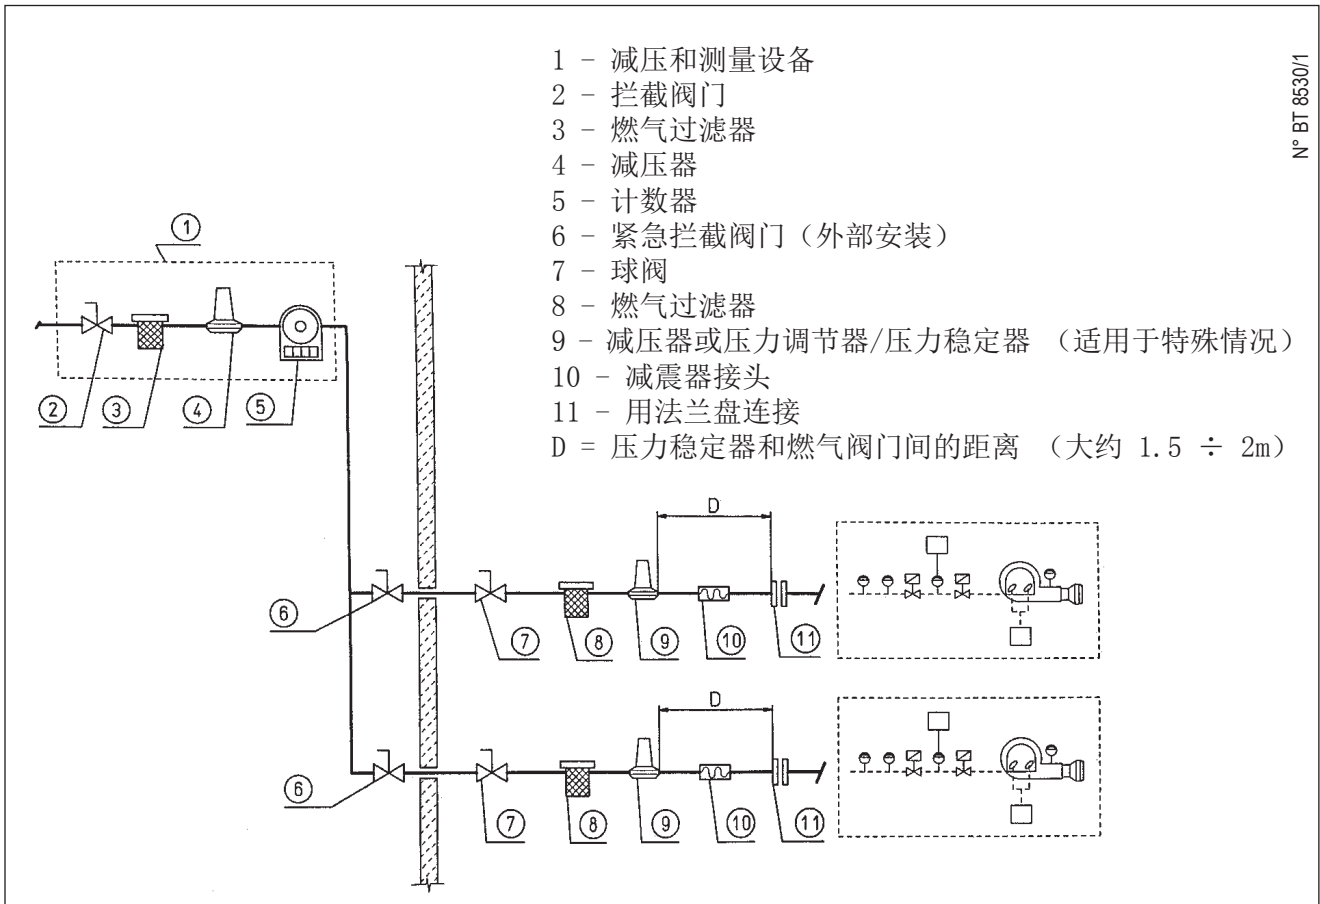 1 - 减压和测量设备
2 - 拦截阀门
3 - 燃气过滤器
4 - 减压器
5 - 计数器
6 - 紧急拦截阀门（外部安装）
7 - 球阀
8 - 燃气过滤器
9 - 减压器或压力调节器/压力稳定器 （适用于特殊情况）
10 - 减震器接头
11 - 用法兰盘连接
D = 压力稳定器和燃气阀门间的距离 （大约 1.5 ÷ 2m）
N° BT 8530/1
1
2
3
4
5
D
6
7
8
9
10
11
D
6
7
8
9
10
11